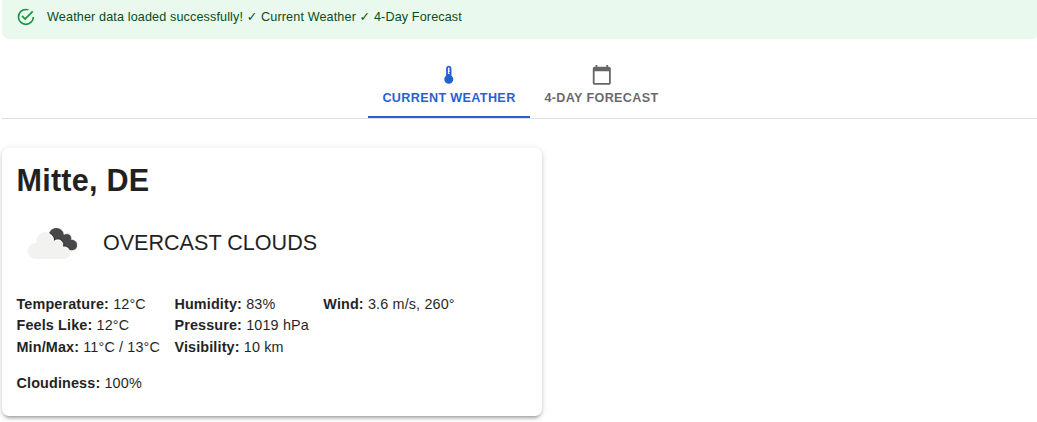 Weather data loaded successfully! ✓ Current Weather ✓ 4-Day Forecast
CURRENT WEATHER
4-DAY FORECAST
Mitte, DE
OVERCAST CLOUDS
Temperature: 12°C
Feels Like: 12°C
Min/Max: 11°C / 13°C
Humidity: 83%
Pressure: 1019 hPa
Visibility: 10 km
Wind: 3.6 m/s, 260°
Cloudiness: 100%